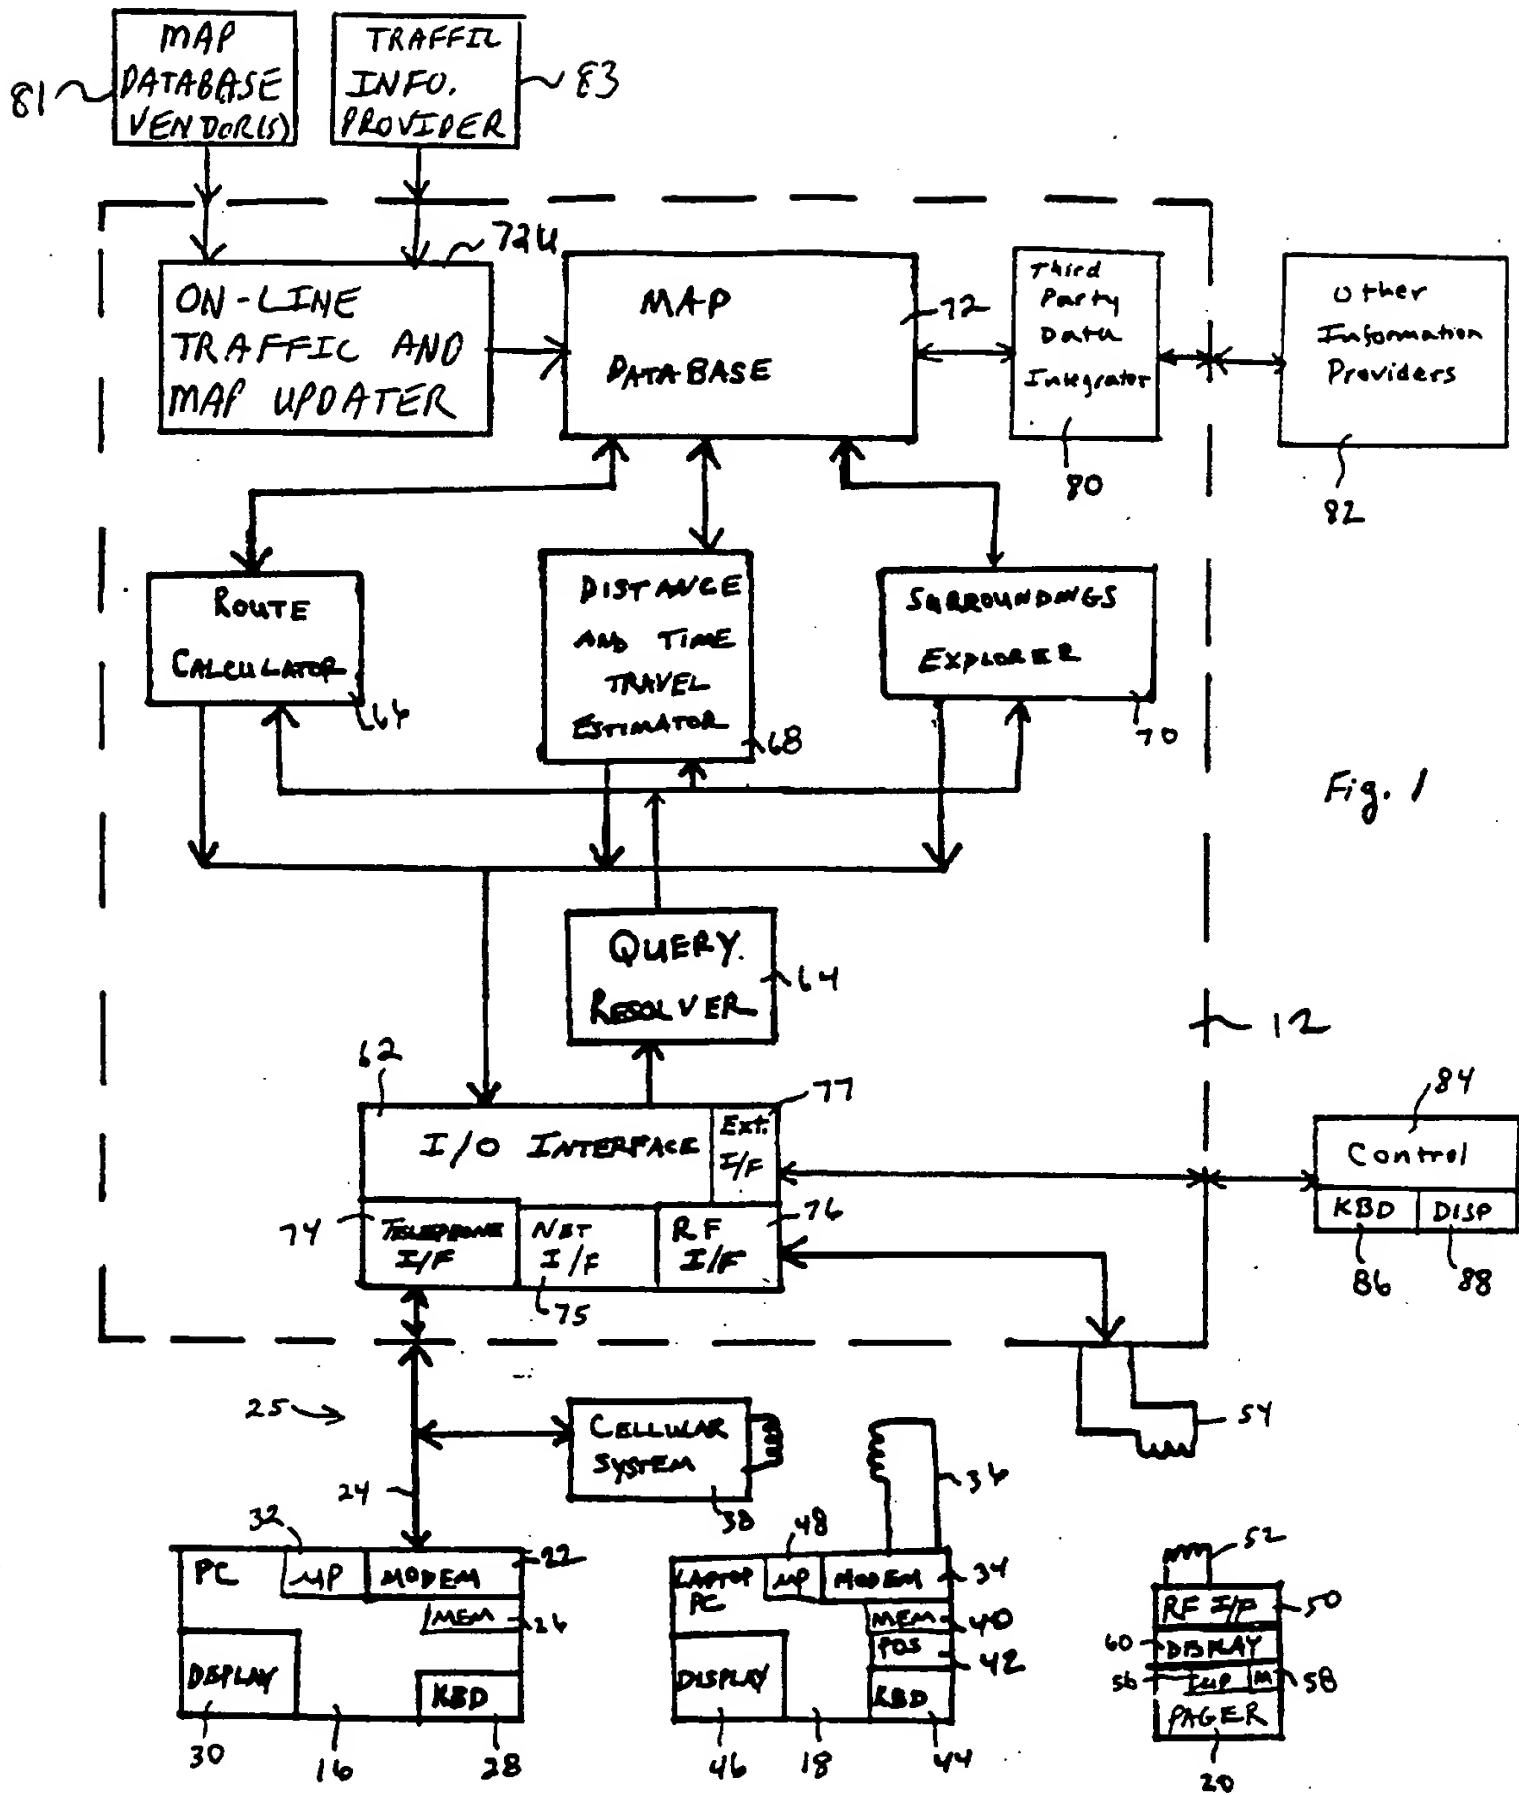 MAP
DATABASE
VENDOR(S)
81
TRAFFIC
INFO.
PROVIDER
83
72U
ON-LINE
TRAFFIC AND
MAP UPDATER
MAP
DATABASE
72
Third
Party
Data
Integrator
80
Other
Information
Providers
82
ROUTE
CALCULATOR
66
DISTANCE
AND TIME
TRAVEL
ESTIMATOR
68
SURROUNDINGS
EXPLORER
70
Fig. 1
QUERY
RESOLVER
64
12
62
I/O INTERFACE
77
Ext.
I/F
74
TELEPHONE
I/F
NET
I/F
75
RF
I/F
76
84
Control
KBD
DISP
86
88
25
CELLULAR
SYSTEM
38
24
54
36
32
PC
μP
MODEM
22
MEM
26
DISPLAY
KBD
30
16
28
48
LAPTOP
PC
μP
MODEM
34
MEM
40
POS
42
DISPLAY
KBD
46
18
44
52
RF I/F
50
60
DISPLAY
56
μP
M
58
PAGER
20